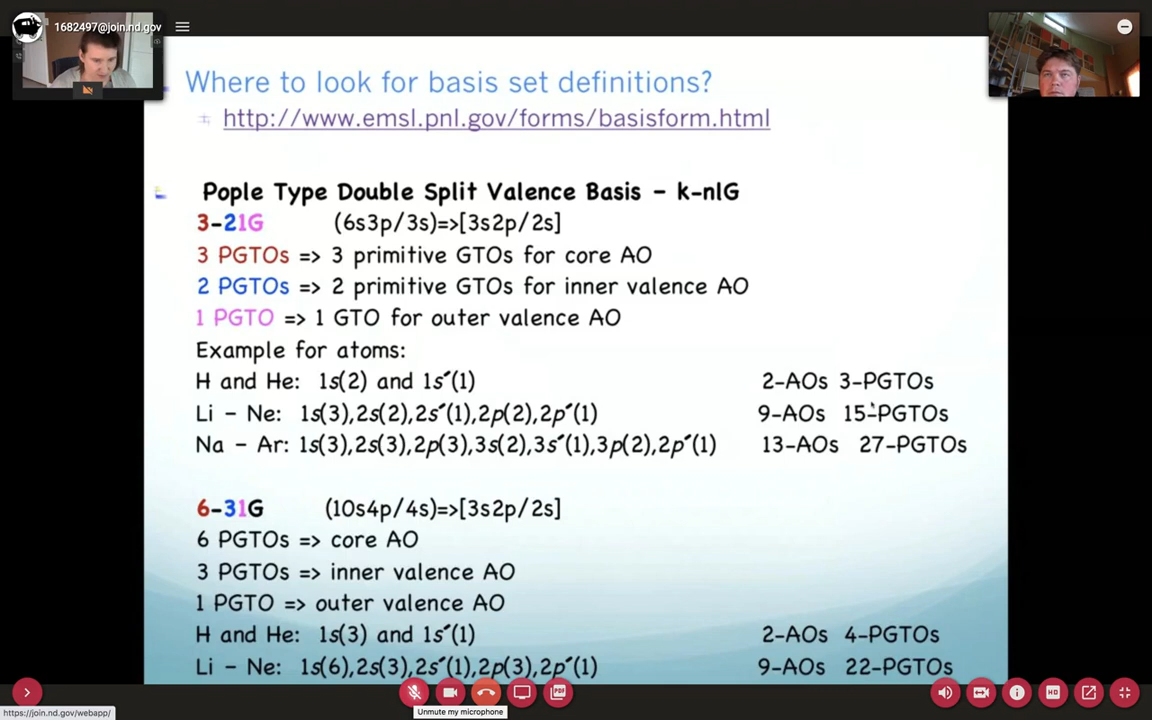 1682497@join.nd.gov
Where to look for basis set definitions?
http://www.emsl.pnl.gov/forms/basisform.html
Pople Type Double Split Valence Basis – k-nlG
3-21G (6s3p/3s)=>[3s2p/2s]
3 PGTOs => 3 primitive GTOs for core AO
2 PGTOs => 2 primitive GTOs for inner valence AO
1 PGTO => 1 GTO for outer valence AO
Example for atoms:
H and He: 1s(2) and 1s´(1) 2-AOs 3-PGTOs
Li – Ne: 1s(3),2s(2),2s´(1),2p(2),2p´(1) 9-AOs 15-PGTOs
Na – Ar: 1s(3),2s(3),2p(3),3s(2),3s´(1),3p(2),2p´(1) 13-AOs 27-PGTOs
6-31G (10s4p/4s)=>[3s2p/2s]
6 PGTOs => core AO
3 PGTOs => inner valence AO
1 PGTO => outer valence AO
H and He: 1s(3) and 1s´(1) 2-AOs 4-PGTOs
Li – Ne: 1s(6),2s(3),2s´(1),2p(3),2p´(1) 9-AOs 22-PGTOs
PDF
HD
Unmute my microphone
https://join.nd.gov/webapp/